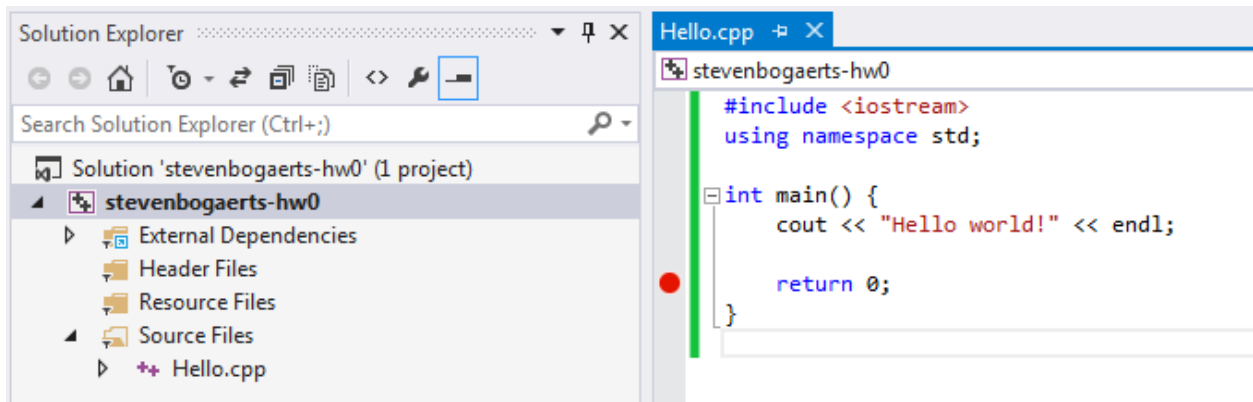 Solution Explorer
Search Solution Explorer (Ctrl+;)
Solution 'stevenbogaerts-hw0' (1 project)
stevenbogaerts-hw0
External Dependencies
Header Files
Resource Files
Source Files
++ Hello.cpp
Hello.cpp
stevenbogaerts-hw0
#include <iostream>
using namespace std;
int main() {
cout << "Hello world!" << endl;
return 0;
}